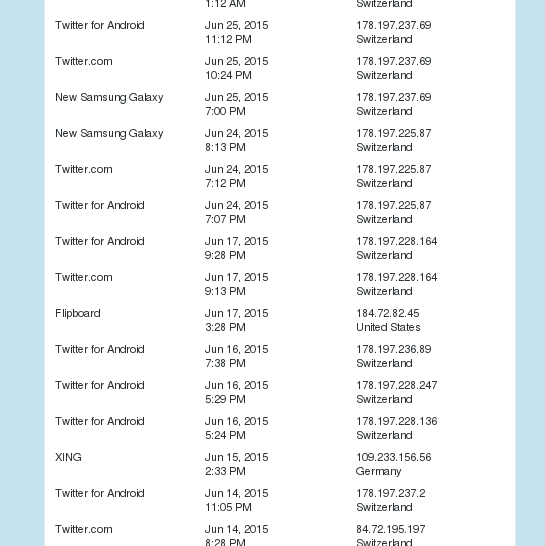 1:12 AM Switzerland
Twitter for Android Jun 25, 2015 178.197.237.69
11:12 PM Switzerland
Twitter.com Jun 25, 2015 178.197.237.69
10:24 PM Switzerland
New Samsung Galaxy Jun 25, 2015 178.197.237.69
7:00 PM Switzerland
New Samsung Galaxy Jun 24, 2015 178.197.225.87
8:13 PM Switzerland
Twitter.com Jun 24, 2015 178.197.225.87
7:12 PM Switzerland
Twitter for Android Jun 24, 2015 178.197.225.87
7:07 PM Switzerland
Twitter for Android Jun 17, 2015 178.197.228.164
9:28 PM Switzerland
Twitter.com Jun 17, 2015 178.197.228.164
9:13 PM Switzerland
Flipboard Jun 17, 2015 184.72.82.45
3:28 PM United States
Twitter for Android Jun 16, 2015 178.197.236.89
7:38 PM Switzerland
Twitter for Android Jun 16, 2015 178.197.228.247
5:29 PM Switzerland
Twitter for Android Jun 16, 2015 178.197.228.136
5:24 PM Switzerland
XING Jun 15, 2015 109.233.156.56
2:33 PM Germany
Twitter for Android Jun 14, 2015 178.197.237.2
11:05 PM Switzerland
Twitter.com Jun 14, 2015 84.72.195.197
8:28 PM Switzerland